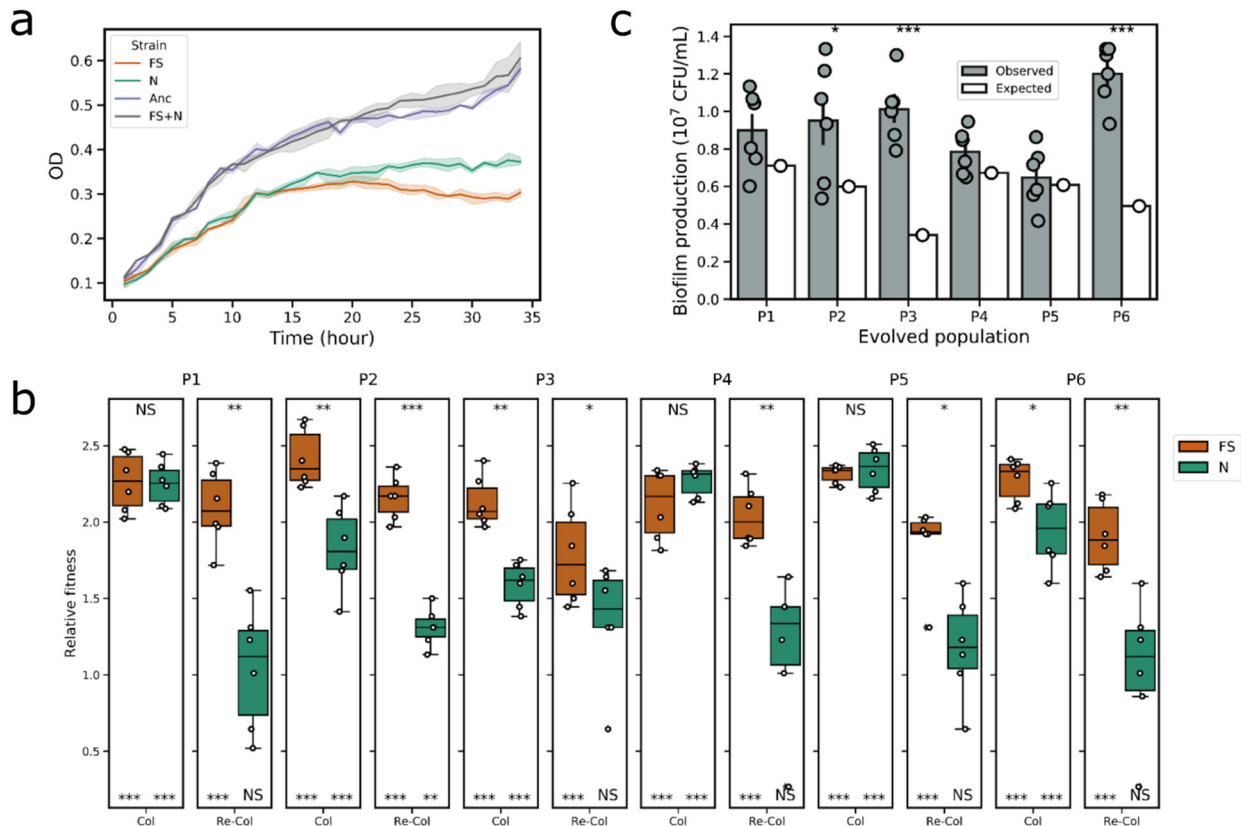 a
Strain
FS
N
Anc
FS+N
OD
0.6
0.5
0.4
0.3
0.2
0.1
0 5 10 15 20 25 30 35
Time (hour)
c
Biofilm production (10⁷ CFU/mL)
1.4
1.2
1.0
0.8
0.6
0.4
0.2
0.0
* *** ***
Observed
Expected
P1 P2 P3 P4 P5 P6
Evolved population
b
P1 P2 P3 P4 P5 P6
NS ** ** *** ** * NS ** NS * * **
Relative fitness
2.5
2.0
1.5
1.0
0.5
FS
N
*** *** *** NS *** *** *** ** *** *** *** NS *** *** *** NS *** *** *** NS *** *** *** NS
Col Re-Col Col Re-Col Col Re-Col Col Re-Col Col Re-Col Col Re-Col